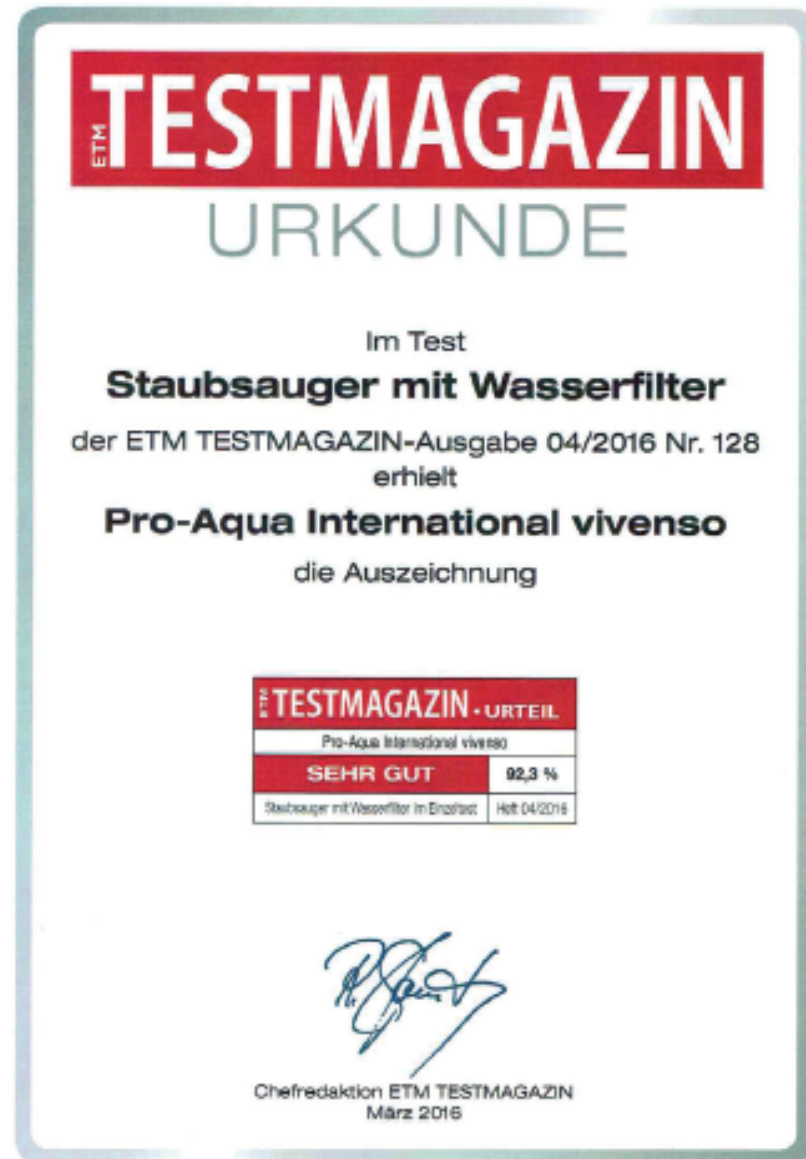 ETM TESTMAGAZIN
URKUNDE
Im Test
Staubsauger mit Wasserfilter
der ETM TESTMAGAZIN-Ausgabe 04/2016 Nr. 128
erhielt
Pro-Aqua International vivenso
die Auszeichnung
ETM TESTMAGAZIN - URTEIL
Pro-Aqua International vivenso
SEHR GUT 92,3 %
Staubsauger mit Wasserfilter im Einzeltest Heft 04/2016
Chefredaktion ETM TESTMAGAZIN
März 2016